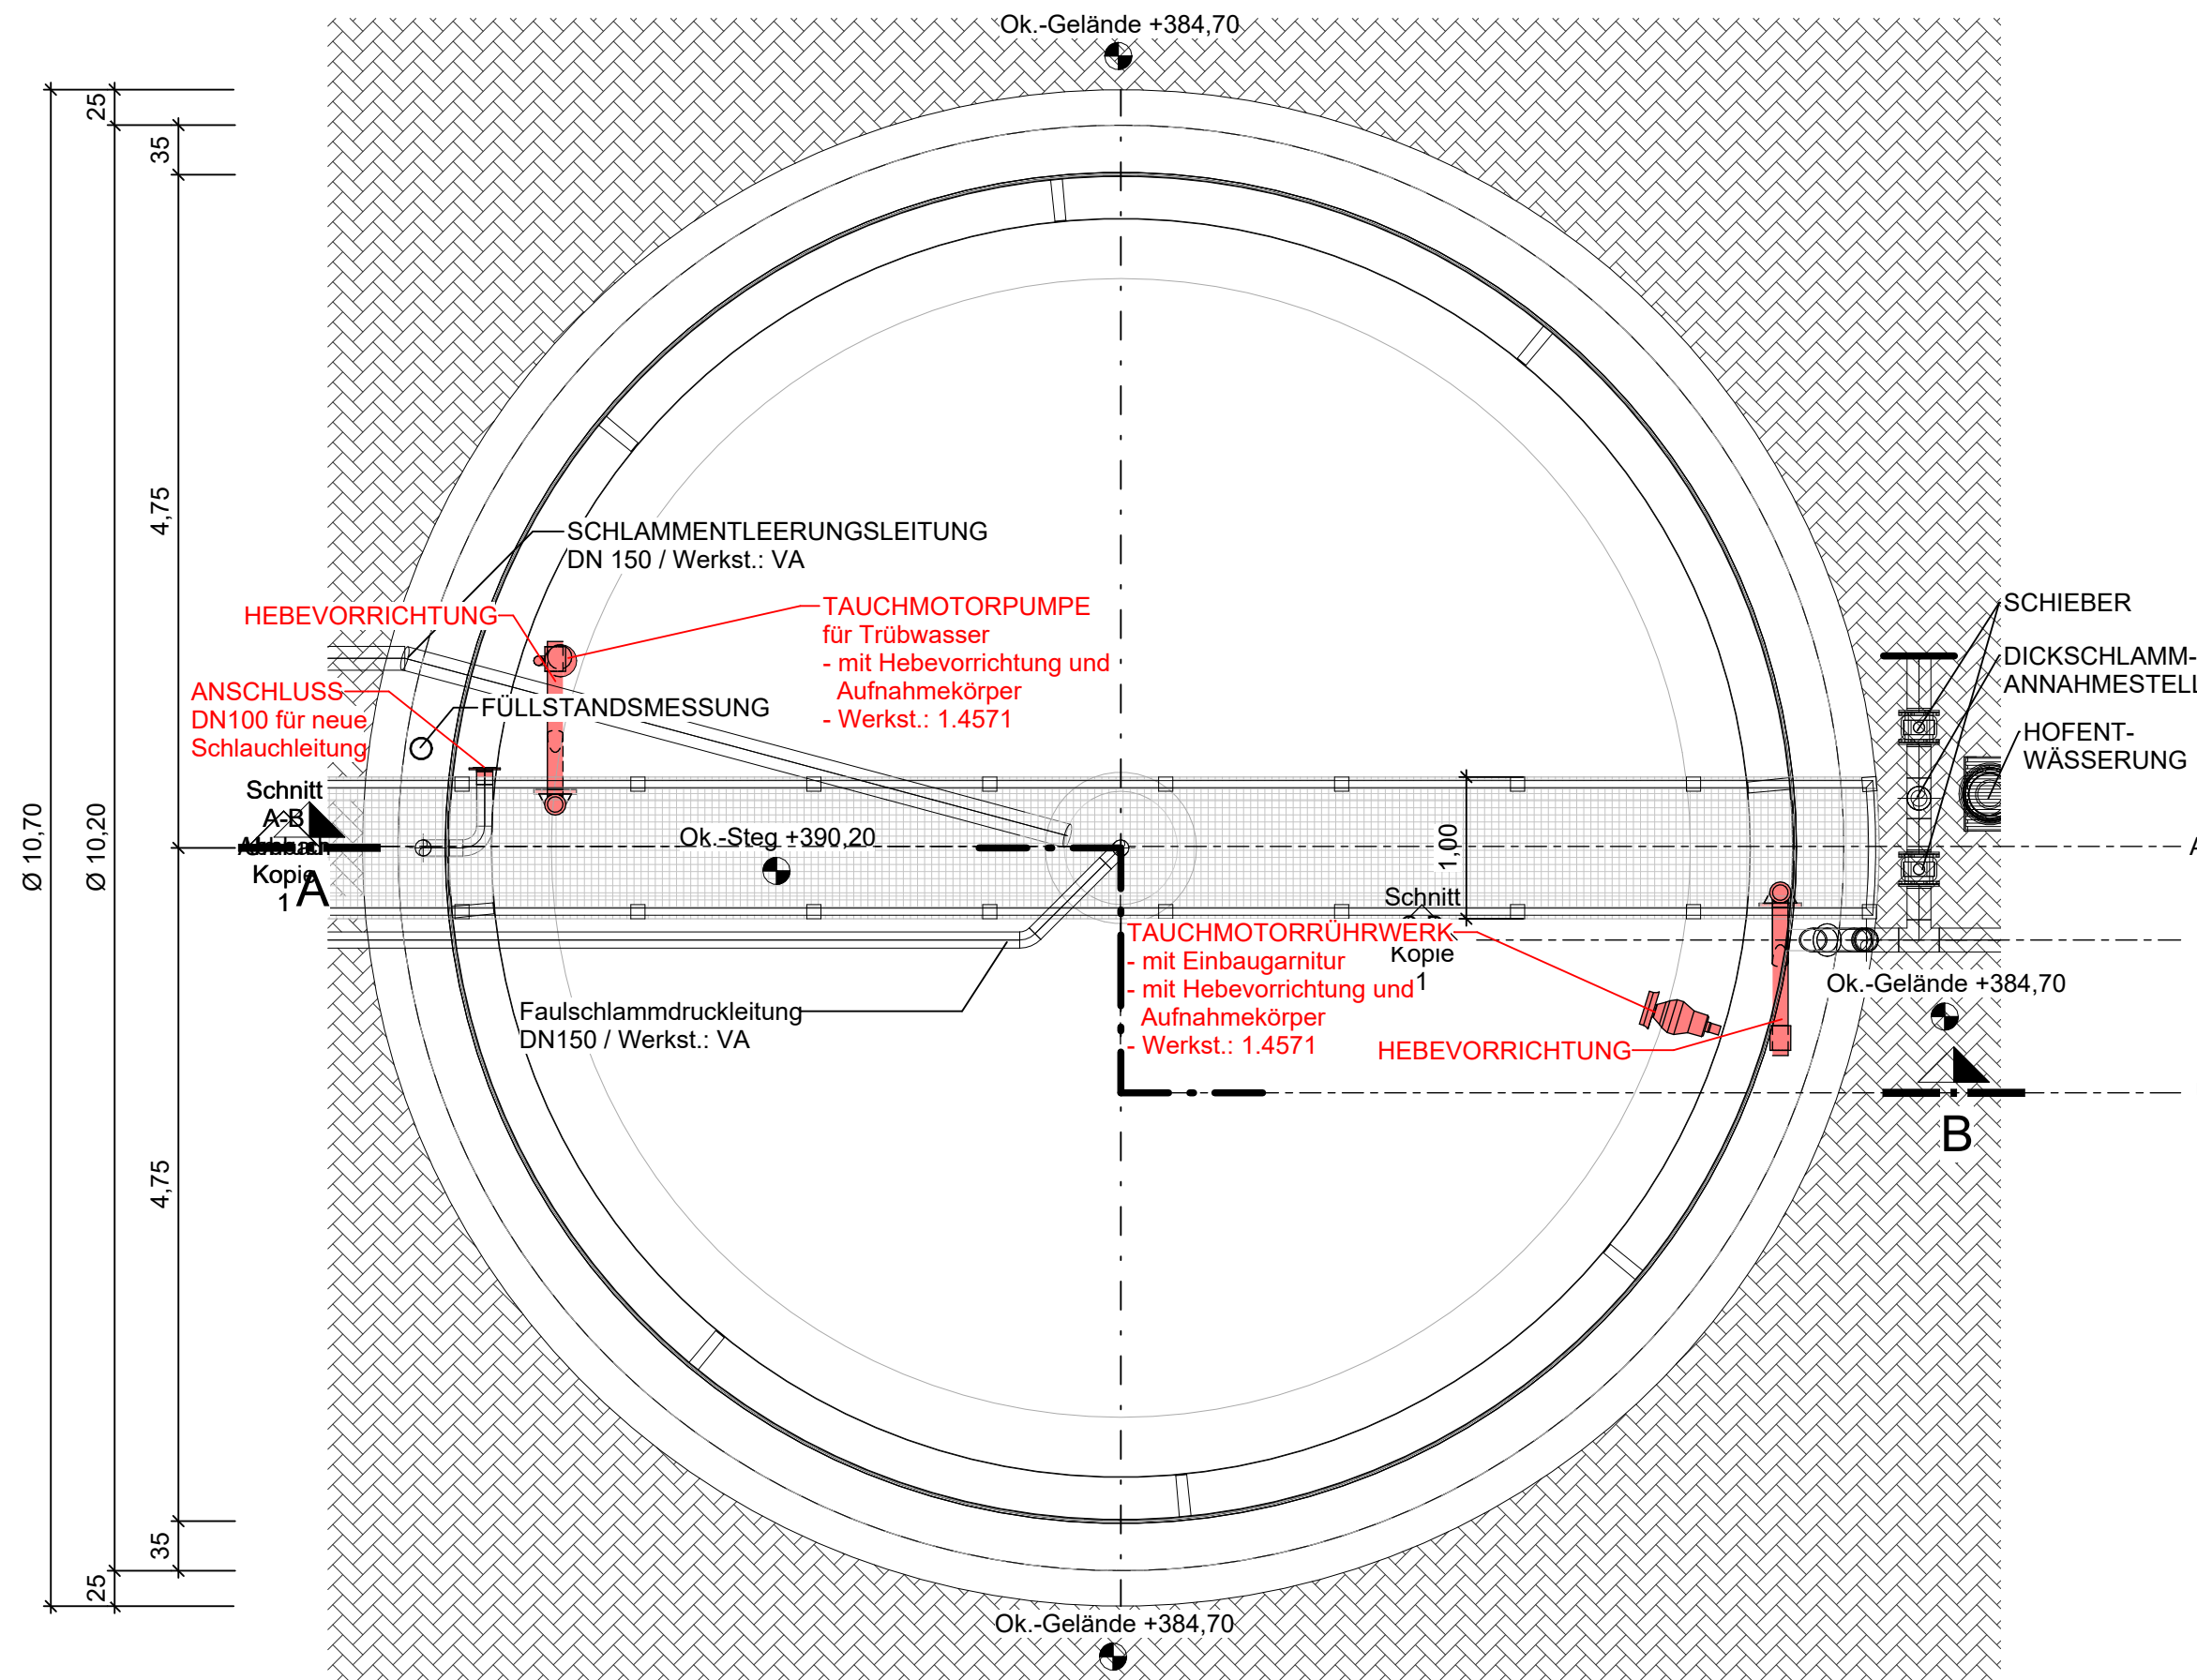 Ok.-Gelände +384,70
25
35
4,75
Ø 10,70
Ø 10,20
4,75
35
25
SCHLAMMENTLEERUNGSLEITUNG
DN 150 / Werkst.: VA
HEBEVORRICHTUNG
TAUCHMOTORPUMPE
für Trübwasser
- mit Hebevorrichtung und
Aufnahmekörper
- Werkst.: 1.4571
ANSCHLUSS
DN100 für neue
Schlauchleitung
FÜLLSTANDSMESSUNG
SCHIEBER
DICKSCHLAMM-
ANNAHMESTELL
HOFENT-
WÄSSERUNG
Schnitt
A-B
Kopie
1
A
Ok.-Steg +390,20
1,00
A
Schnitt
Kopie
1
TAUCHMOTORRÜHRWERK
- mit Einbaugarnitur
- mit Hebevorrichtung und
Aufnahmekörper
- Werkst.: 1.4571
HEBEVORRICHTUNG
Faulschlammdruckleitung
DN150 / Werkst.: VA
Ok.-Gelände +384,70
B
Ok.-Gelände +384,70